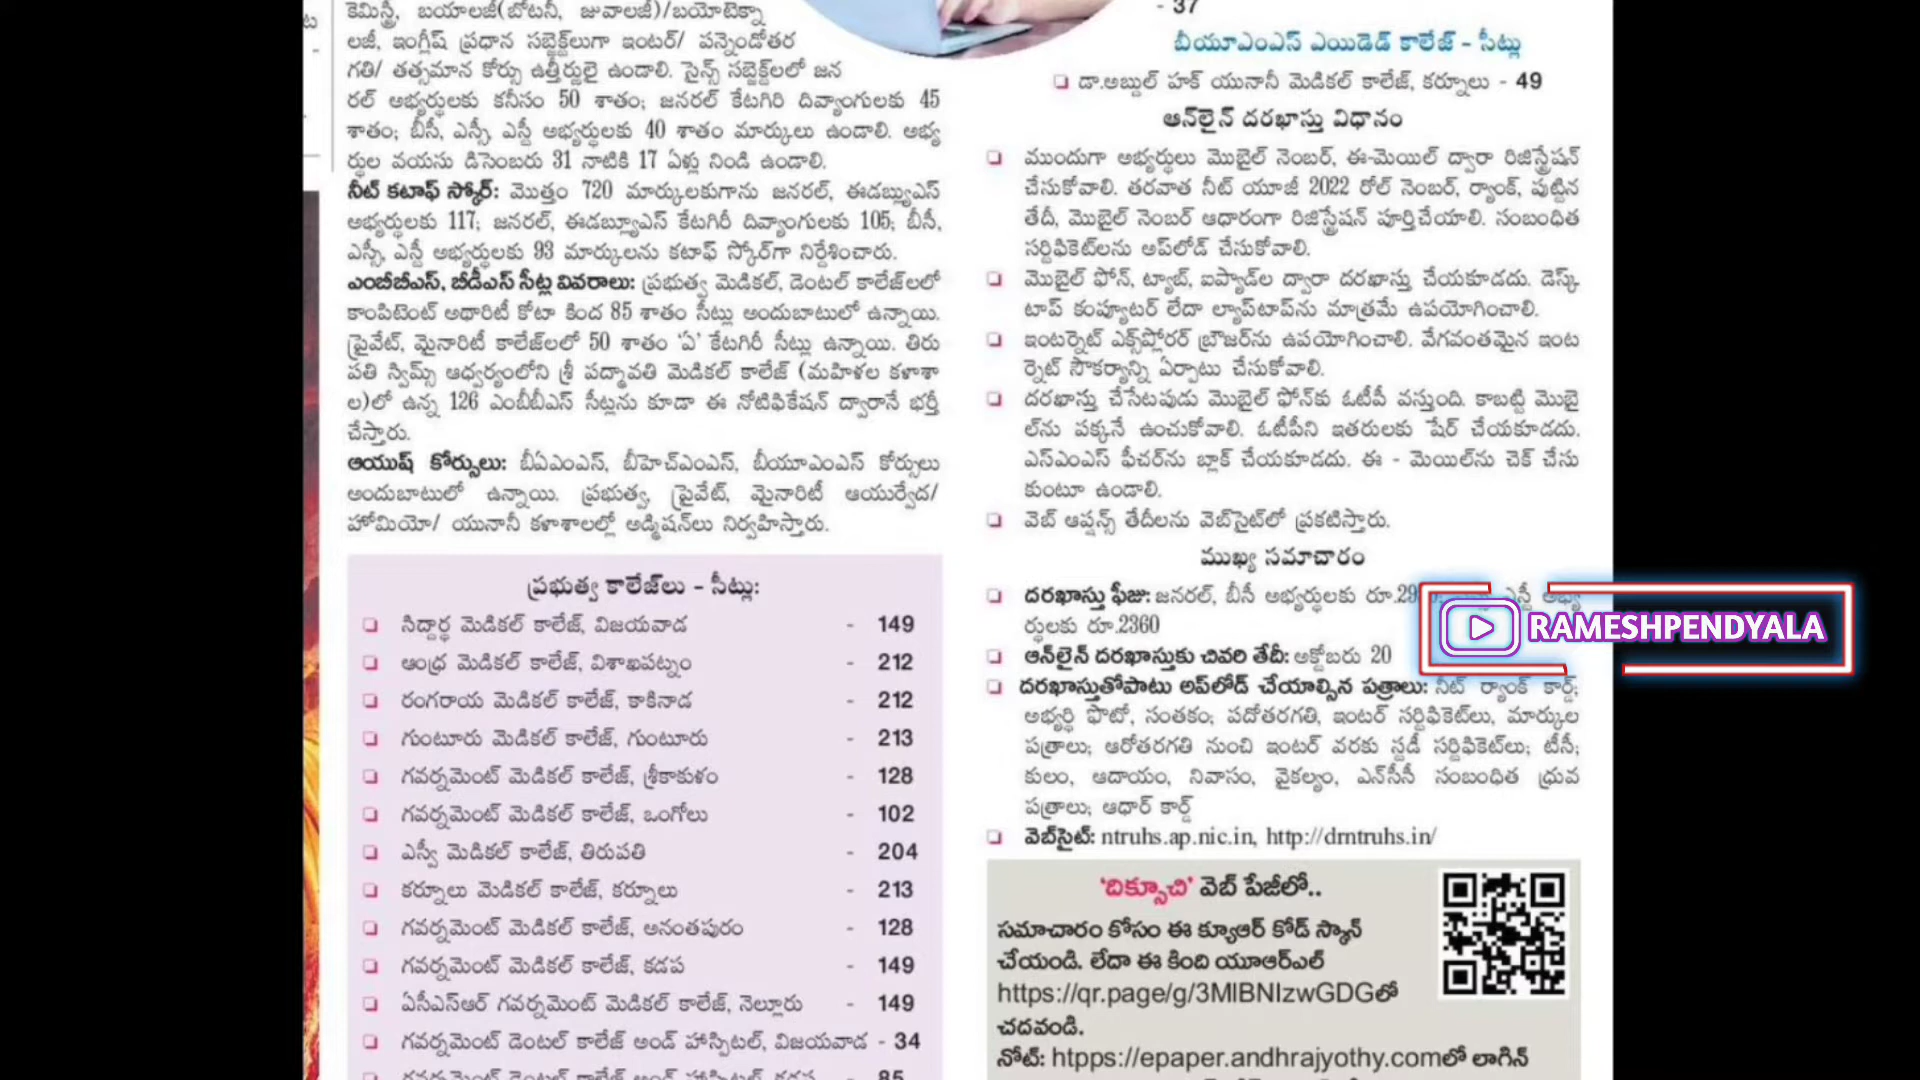 కెమిస్ట్రీ, బయాలజీ(బోటనీ, జువాలజీ)/బయోటెక్నా
లజీ, ఇంగ్లీష్ ప్రధాన సబ్జెక్ట్‌లుగా ఇంటర్/ పన్నెండోతర
గతి/ తత్సమాన కోర్సు ఉత్తీర్ణులై ఉండాలి. సైన్స్ సబ్జెక్ట్‌లలో జన
రల్ అభ్యర్థులకు కనీసం 50 శాతం; జనరల్ కేటగిరి దివ్యాంగులకు 45
శాతం; బీసీ, ఎస్సీ, ఎస్టీ అభ్యర్థులకు 40 శాతం మార్కులు ఉండాలి. అభ్య
ర్థుల వయసు డిసెంబరు 31 నాటికి 17 ఏళ్లు నిండి ఉండాలి.
నీట్ కటాఫ్ స్కోర్: మొత్తం 720 మార్కులకుగాను జనరల్, ఈడబ్ల్యుఎస్
అభ్యర్థులకు 117; జనరల్, ఈడబ్ల్యూఎస్ కేటగిరీ దివ్యాంగులకు 105; బీసీ,
ఎస్సీ, ఎస్టీ అభ్యర్థులకు 93 మార్కులను కటాఫ్ స్కోర్‌గా నిర్దేశించారు.
ఎంబీబీఎస్, బీడీఎస్ సీట్ల వివరాలు: ప్రభుత్వ మెడికల్, డెంటల్ కాలేజ్‌లలో
కాంపిటెంట్ అథారిటీ కోటా కింద 85 శాతం సీట్లు అందుబాటులో ఉన్నాయి.
ప్రైవేట్, మైనారిటీ కాలేజ్‌లలో 50 శాతం ‘ఏ’ కేటగిరీ సీట్లు ఉన్నాయి. తిరు
పతి స్విమ్స్ ఆధ్వర్యంలోని శ్రీ పద్మావతి మెడికల్ కాలేజ్ (మహిళల కళాశా
ల)లో ఉన్న 126 ఎంబీబీఎస్ సీట్లను కూడా ఈ నోటిఫికేషన్ ద్వారానే భర్తీ
చేస్తారు.
ఆయుష్ కోర్సులు: బీఏఎంఎస్, బీహెచ్ఎంఎస్, బీయూఎంఎస్ కోర్సులు
అందుబాటులో ఉన్నాయి. ప్రభుత్వ, ప్రైవేట్, మైనారిటీ ఆయుర్వేద/
హోమియో/ యునానీ కళాశాలల్లో అడ్మిషన్‌లు నిర్వహిస్తారు.
ప్రభుత్వ కాలేజ్‌లు - సీట్లు:
సిద్దార్థ మెడికల్ కాలేజ్, విజయవాడ - 149
ఆంధ్ర మెడికల్ కాలేజ్, విశాఖపట్నం - 212
రంగరాయ మెడికల్ కాలేజ్, కాకినాడ - 212
గుంటూరు మెడికల్ కాలేజ్, గుంటూరు - 213
గవర్నమెంట్ మెడికల్ కాలేజ్, శ్రీకాకుళం - 128
గవర్నమెంట్ మెడికల్ కాలేజ్, ఒంగోలు - 102
ఎస్వీ మెడికల్ కాలేజ్, తిరుపతి - 204
కర్నూలు మెడికల్ కాలేజ్, కర్నూలు - 213
గవర్నమెంట్ మెడికల్ కాలేజ్, అనంతపురం - 128
గవర్నమెంట్ మెడికల్ కాలేజ్, కడప - 149
ఏసీఎస్ఆర్ గవర్నమెంట్ మెడికల్ కాలేజ్, నెల్లూరు - 149
గవర్నమెంట్ డెంటల్ కాలేజ్ అండ్ హాస్పిటల్, విజయవాడ - 34
గవర్నమెంట్ డెంటల్ కాలేజ్ అండ్ హాస్పిటల్, కడప - 85
- 37
బీయూఎంఎస్ ఎయిడెడ్ కాలేజ్ - సీట్లు
డా.అబ్దుల్ హక్ యునానీ మెడికల్ కాలేజ్, కర్నూలు - 49
ఆన్‌లైన్ దరఖాస్తు విధానం
ముందుగా అభ్యర్థులు మొబైల్ నెంబర్, ఈ-మెయిల్ ద్వారా రిజిస్ట్రేషన్
చేసుకోవాలి. తరవాత నీట్ యూజీ 2022 రోల్ నెంబర్, ర్యాంక్, పుట్టిన
తేదీ, మొబైల్ నెంబర్ ఆధారంగా రిజిస్ట్రేషన్ పూర్తిచేయాలి. సంబంధిత
సర్టిఫికెట్‌లను అప్‌లోడ్ చేసుకోవాలి.
మొబైల్ ఫోన్, ట్యాబ్, ఐప్యాడ్‌ల ద్వారా దరఖాస్తు చేయకూడదు. డెస్క్
టాప్ కంప్యూటర్ లేదా ల్యాప్‌టాప్‌ను మాత్రమే ఉపయోగించాలి.
ఇంటర్నెట్ ఎక్స్‌ప్లోరర్ బ్రౌజర్‌ను ఉపయోగించాలి. వేగవంతమైన ఇంట
ర్నెట్ సౌకర్యాన్ని ఏర్పాటు చేసుకోవాలి.
దరఖాస్తు చేసేటపుడు మొబైల్ ఫోన్‌కు ఓటీపీ వస్తుంది. కాబట్టి మొబై
ల్‌ను పక్కనే ఉంచుకోవాలి. ఓటీపీని ఇతరులకు షేర్ చేయకూడదు.
ఎస్ఎంఎస్ ఫీచర్‌ను బ్లాక్ చేయకూడదు. ఈ - మెయిల్‌ను చెక్ చేసు
కుంటూ ఉండాలి.
వెబ్ ఆప్షన్స్ తేదీలను వెబ్‌సైట్‌లో ప్రకటిస్తారు.
ముఖ్య సమాచారం
దరఖాస్తు ఫీజు: జనరల్, బీసీ అభ్యర్థులకు రూ. ఎస్టీ అభ్య
ర్థులకు రూ.2360
ఆన్‌లైన్ దరఖాస్తుకు చివరి తేదీ: అక్టోబరు 20
దరఖాస్తుతోపాటు అప్‌లోడ్ చేయాల్సిన పత్రాలు: నీట్ ర్యాంక్ కార్డ్;
అభ్యర్థి ఫొటో, సంతకం; పదోతరగతి, ఇంటర్ సర్టిఫికెట్‌లు, మార్కుల
పత్రాలు; ఆరోతరగతి నుంచి ఇంటర్ వరకు స్టడీ సర్టిఫికెట్‌లు; టీసీ;
కులం, ఆదాయం, నివాసం, వైకల్యం, ఎన్‌సీసీ సంబంధిత ధ్రువ
పత్రాలు; ఆధార్ కార్డ్
వెబ్‌సైట్: ntruhs.ap.nic.in, http://drntruhs.in/
RAMESHPENDYALA
‘దిక్సూచి’ వెబ్ పేజీలో..
సమాచారం కోసం ఈ క్యూఆర్ కోడ్ స్కాన్
చేయండి. లేదా ఈ కింది యూఆర్ఎల్
https://qr.page/g/3MlBNIzwGDGలో
చదవండి.
నోట్: htpps://epaper.andhrajyothy.comలో లాగిన్